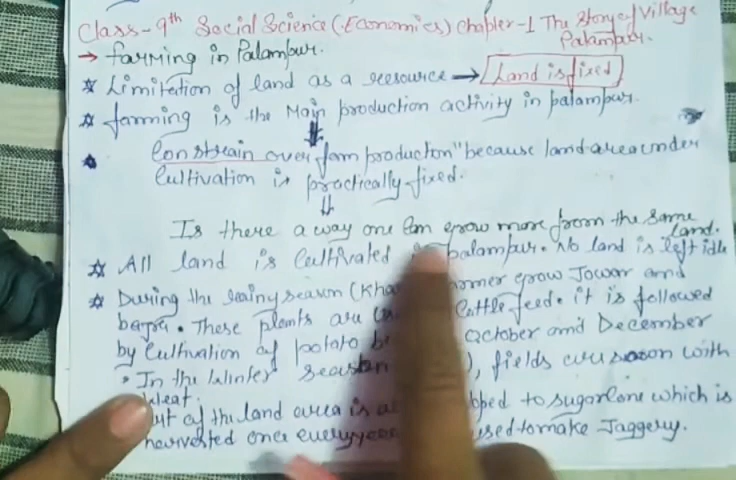 Class-9th Social Science (Economics) Chapter-1 The Story of Village
Palampur.
→ farming in Palampur.
☆ Limitation of land as a resource → Land is fixed
☆ farming is the Main production activity in palampur.
Constrain over fam producton" because land area under
Cultivation is practically fixed.
Is there a way one can grow more from the same land.
☆ All land is Cultivated palampur. No land is left idle
☆ During the rainy season (Kha farmer grow Jowar and
bajra. These plants are Cattle feed. it is followed
by Cultivation of potato October and December
• In the Winter season ), fields are sown with
wheat.
of the land area is to sugarcane which is
harvested once every year used to make Jaggery.